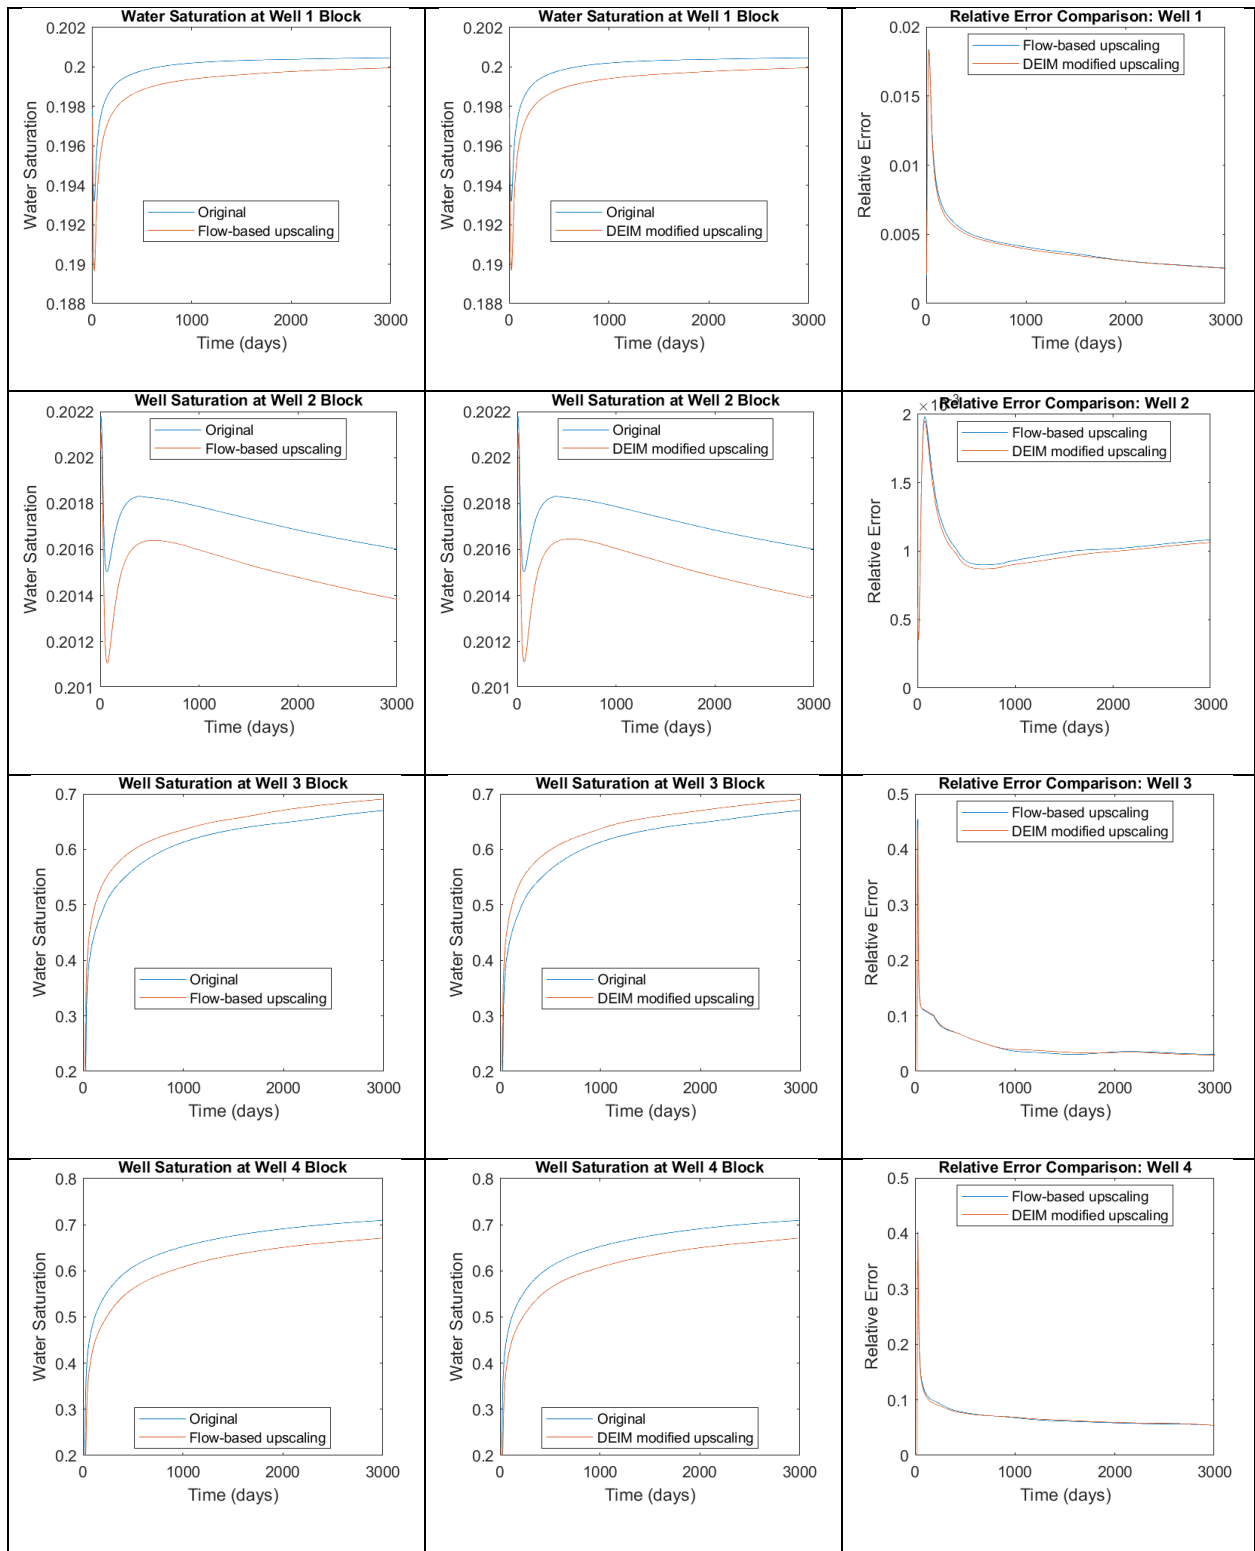 Water Saturation at Well 1 Block
0.202
0.2
0.198
0.196
0.194
0.192
0.19
0.188
Water Saturation
Original
Flow-based upscaling
0
1000
2000
3000
Time (days)
Water Saturation at Well 1 Block
0.202
0.2
0.198
0.196
0.194
0.192
0.19
0.188
Water Saturation
Original
DEIM modified upscaling
0
1000
2000
3000
Time (days)
Relative Error Comparison: Well 1
0.02
0.015
0.01
0.005
0
Relative Error
Flow-based upscaling
DEIM modified upscaling
0
1000
2000
3000
Time (days)
Well Saturation at Well 2 Block
0.2022
0.202
0.2018
0.2016
0.2014
0.2012
0.201
Water Saturation
Original
Flow-based upscaling
0
1000
2000
3000
Time (days)
Well Saturation at Well 2 Block
0.2022
0.202
0.2018
0.2016
0.2014
0.2012
0.201
Water Saturation
Original
DEIM modified upscaling
0
1000
2000
3000
Time (days)
Relative Error Comparison: Well 2
×10⁻³
2
1.5
1
0.5
0
Relative Error
Flow-based upscaling
DEIM modified upscaling
0
1000
2000
3000
Time (days)
Well Saturation at Well 3 Block
0.7
0.6
0.5
0.4
0.3
0.2
Water Saturation
Original
Flow-based upscaling
0
1000
2000
3000
Time (days)
Well Saturation at Well 3 Block
0.7
0.6
0.5
0.4
0.3
0.2
Water Saturation
Original
DEIM modified upscaling
0
1000
2000
3000
Time (days)
Relative Error Comparison: Well 3
0.5
0.4
0.3
0.2
0.1
0
Relative Error
Flow-based upscaling
DEIM modified upscaling
0
1000
2000
3000
Time (days)
Well Saturation at Well 4 Block
0.8
0.7
0.6
0.5
0.4
0.3
0.2
Water Saturation
Original
Flow-based upscaling
0
1000
2000
3000
Time (days)
Well Saturation at Well 4 Block
0.8
0.7
0.6
0.5
0.4
0.3
0.2
Water Saturation
Original
DEIM modified upscaling
0
1000
2000
3000
Time (days)
Relative Error Comparison: Well 4
0.5
0.4
0.3
0.2
0.1
0
Relative Error
Flow-based upscaling
DEIM modified upscaling
0
1000
2000
3000
Time (days)